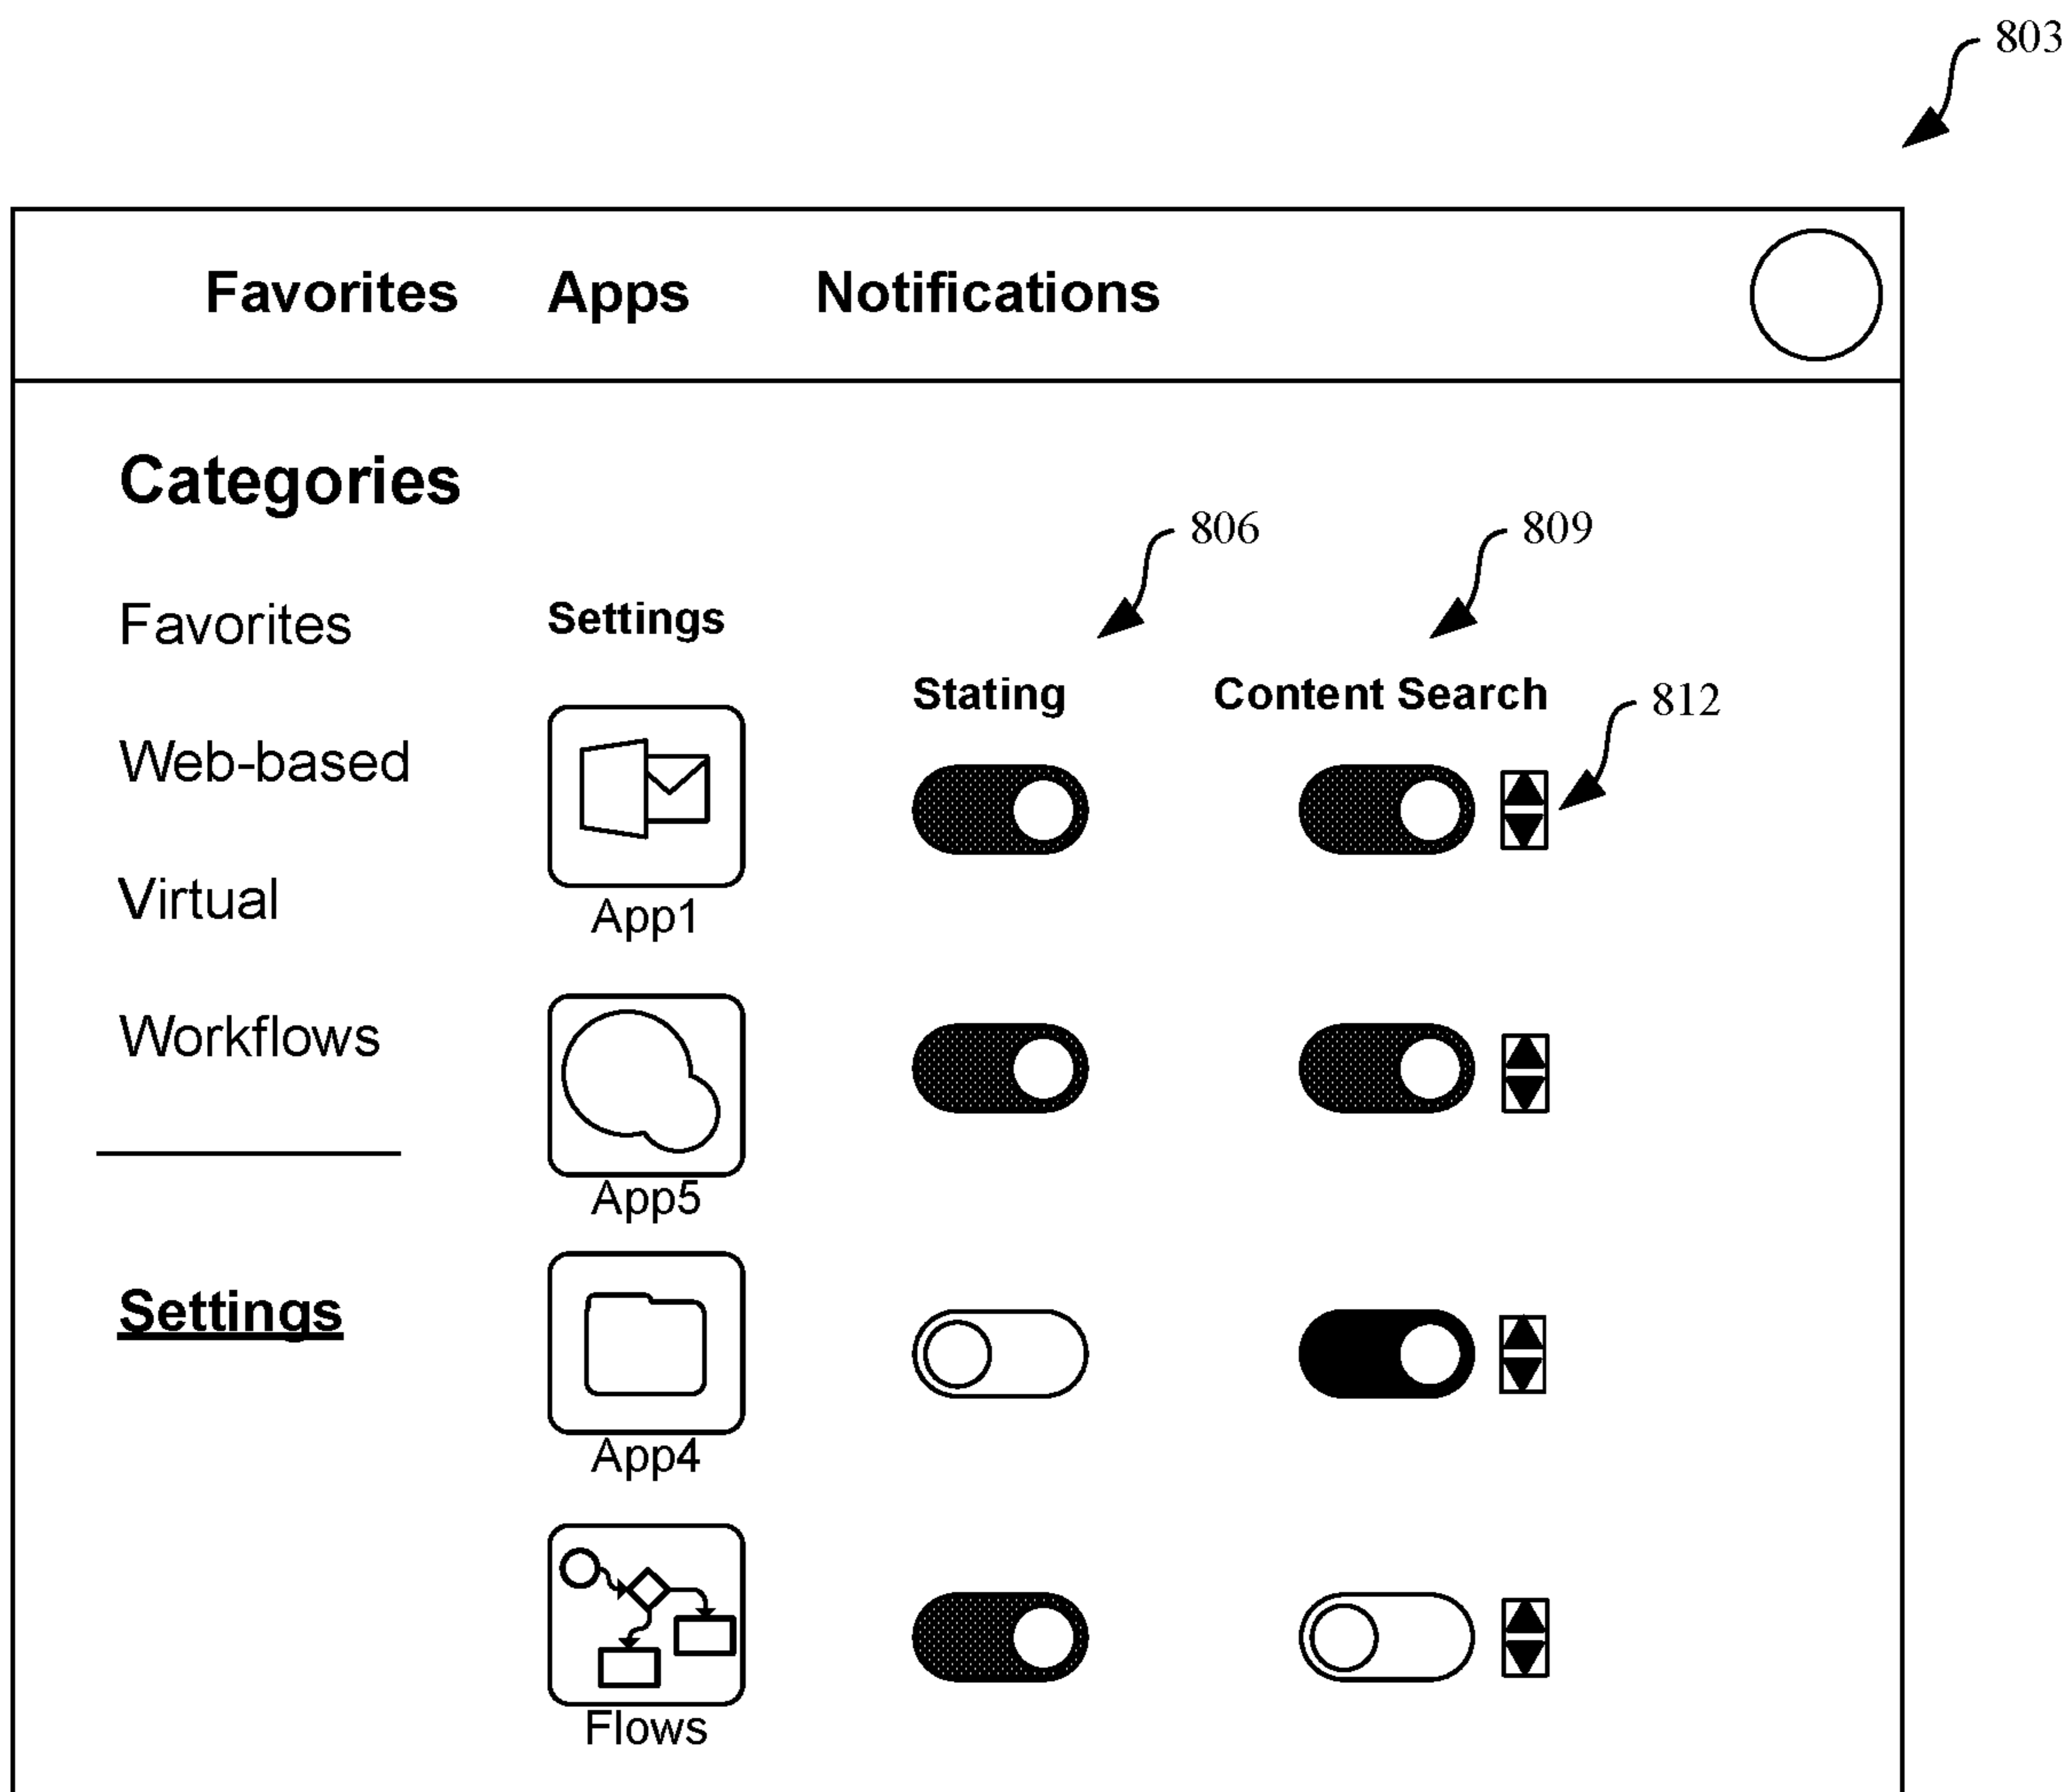 803
Favorites Apps Notifications
Categories
806 809
Favorites Settings
Stating Content Search 812
Web-based
Virtual App1
Workflows
App5
Settings
App4
Flows